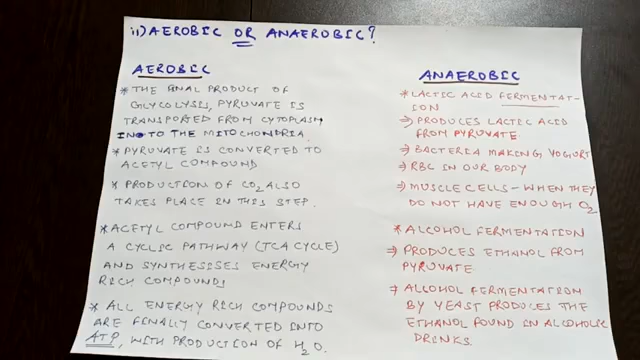 ii) AEROBIC OR ANAEROBIC?
AEROBIC
* THE FINAL PRODUCT OF
GLYCOLYSIS, PYRUVATE IS
TRANSPORTED FROM CYTOPLASM
INTO THE MITOCHONDRIA.
* PYRUVATE IS CONVERTED TO
ACETYL COMPOUND
* PRODUCTION OF CO2 ALSO
TAKES PLACE IN THIS STEP.
* ACETYL COMPOUND ENTERS
A CYCLIC PATHWAY (TCA CYCLE)
AND SYNTHESISES ENERGY
RICH COMPOUNDS
* ALL ENERGY RICH COMPOUNDS
ARE FINALLY CONVERTED INTO
ATP, WITH PRODUCTION OF H2O.
ANAEROBIC
* LACTIC ACID FERMENTAT-
ION
⇒ PRODUCES LACTIC ACID
FROM PYRUVATE
⇒ BACTERIA MAKING YOGURT
⇒ RBC IN OUR BODY
⇒ MUSCLE CELLS - WHEN THEY
DO NOT HAVE ENOUGH O2
* ALCOHOL FERMENTATION
⇒ PRODUCES ETHANOL FROM
PYRUVATE
⇒ ALCOHOL FERMENTATION
BY YEAST PRODUCES THE
ETHANOL FOUND IN ALCOHOLIC
DRINKS.